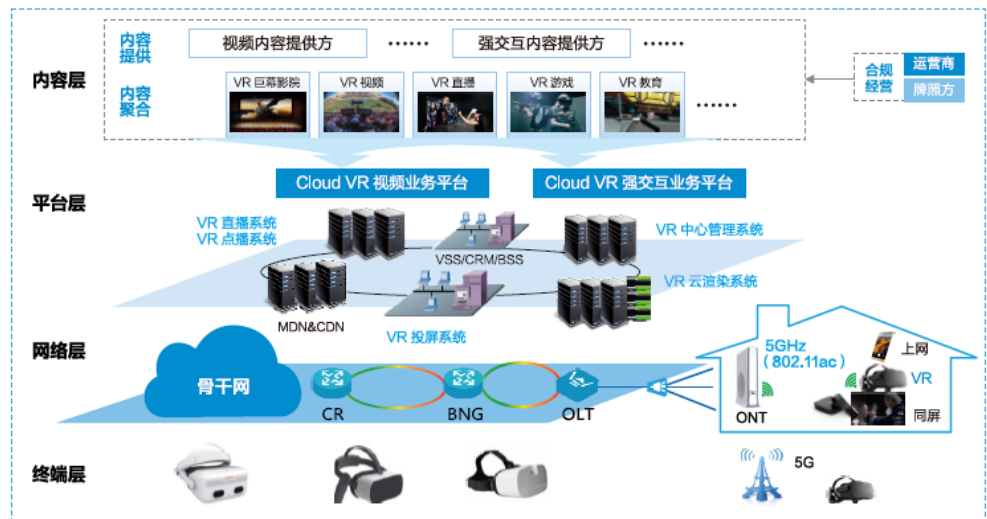 内容层
内容
提供
视频内容提供方
······
强交互内容提供方
······
内容
聚合
VR 巨幕影院
VR 视频
VR 直播
VR 游戏
VR 教育
······
合规
经营
运营商
牌照方
平台层
Cloud VR 视频业务平台
Cloud VR 强交互业务平台
VR 直播系统
VR 点播系统
VSS/CRM/BSS
VR 中心管理系统
MDN&CDN
VR 投屏系统
VR 云渲染系统
网络层
骨干网
CR
BNG
OLT
5GHz
(802.11ac)
ONT
上网
VR
同屏
终端层
5G